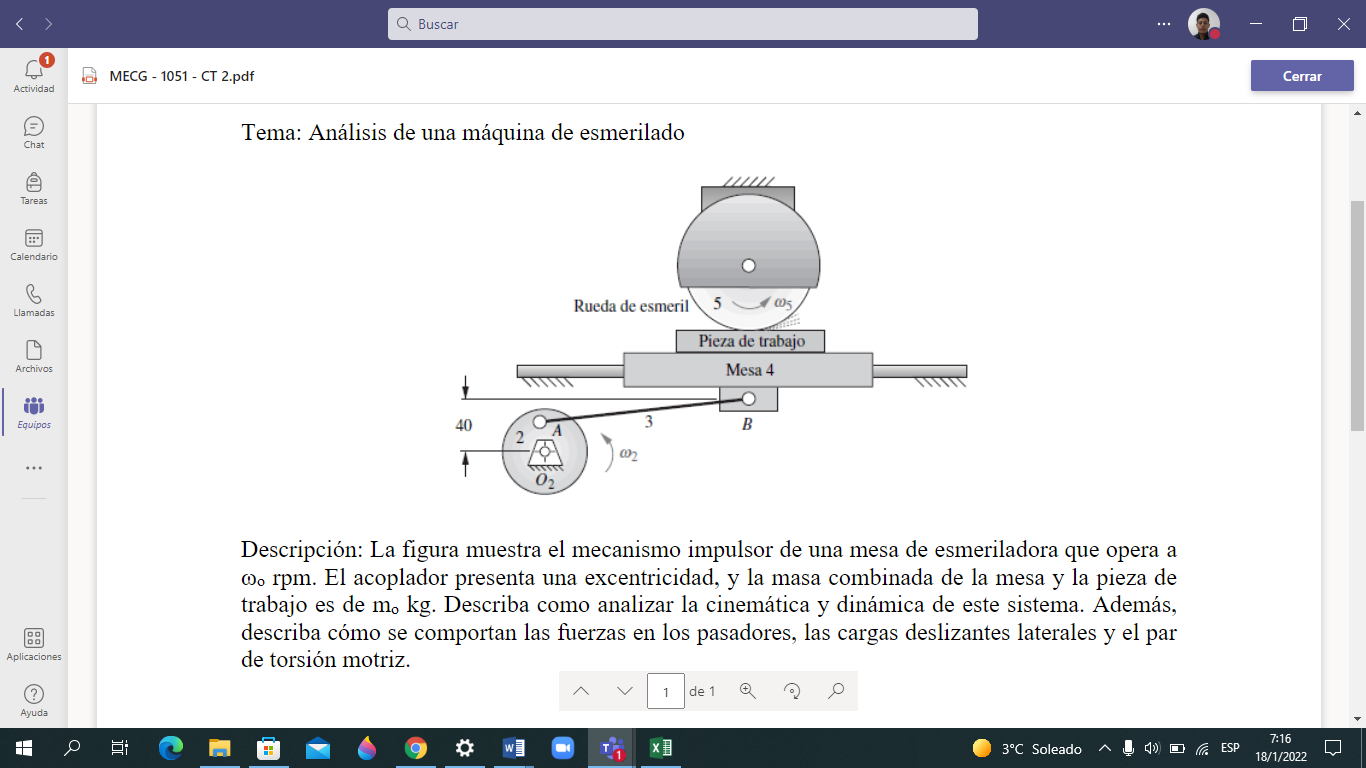 Buscar
1
Actividad
Chat
Tareas
Calendario
Llamadas
Archivos
Equipos
Aplicaciones
Ayuda
MECG - 1051 - CT 2.pdf
Cerrar
Tema: Análisis de una máquina de esmerilado
Rueda de esmeril
5
ω5
Pieza de trabajo
Mesa 4
40
2
A
3
B
ω2
O2
Descripción: La figura muestra el mecanismo impulsor de una mesa de esmeriladora que opera a
ωₒ rpm. El acoplador presenta una excentricidad, y la masa combinada de la mesa y la pieza de
trabajo es de mₒ kg. Describa como analizar la cinemática y dinámica de este sistema. Además,
describa cómo se comportan las fuerzas en los pasadores, las cargas deslizantes laterales y el par
de torsión motriz.
1 de 1
1
3°C Soleado
ESP
7:16
18/1/2022